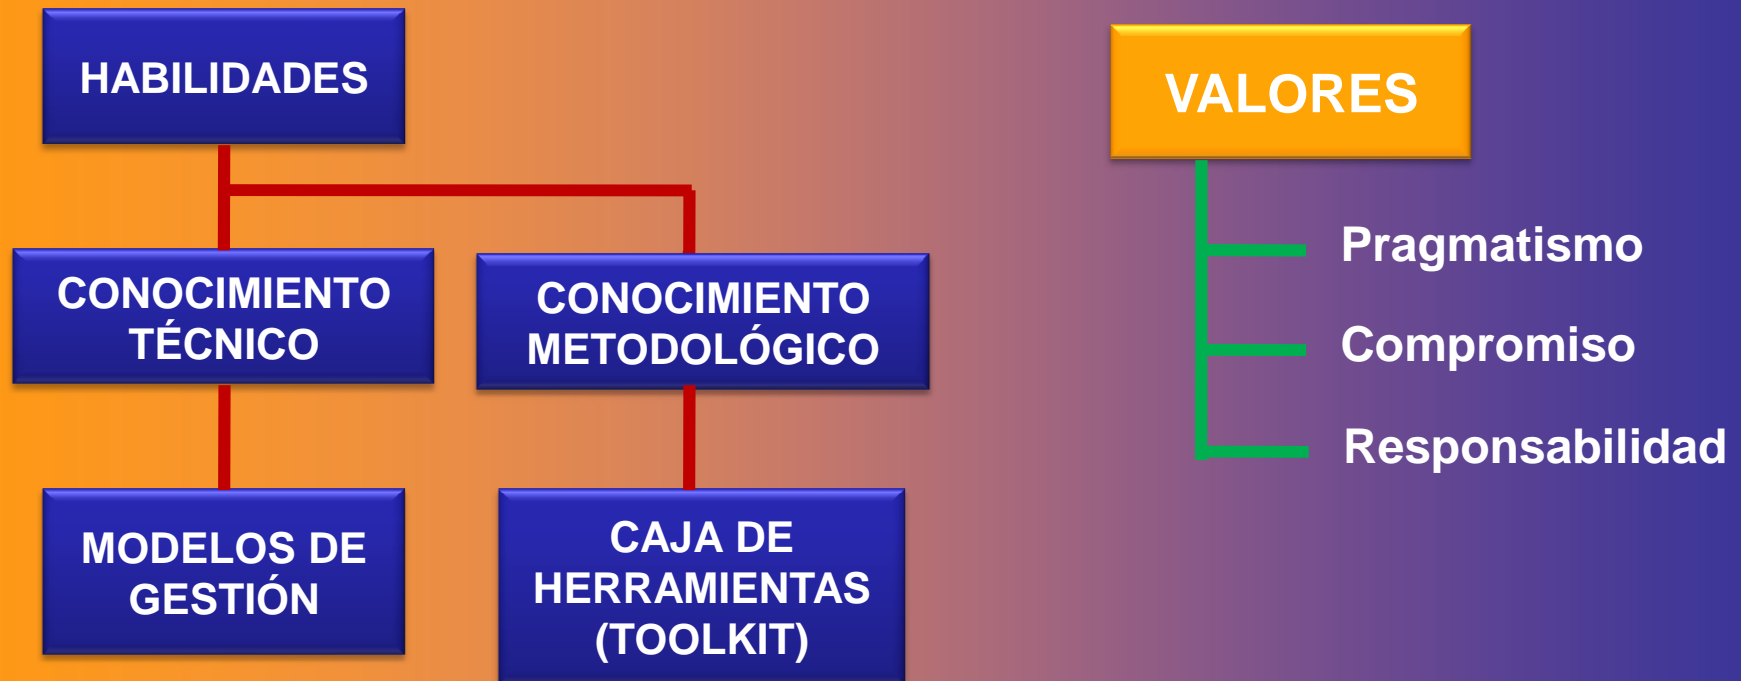 HABILIDADES
CONOCIMIENTO
TÉCNICO
CONOCIMIENTO
METODOLÓGICO
MODELOS DE
GESTIÓN
CAJA DE
HERRAMIENTAS
(TOOLKIT)
VALORES
Pragmatismo
Compromiso
Responsabilidad